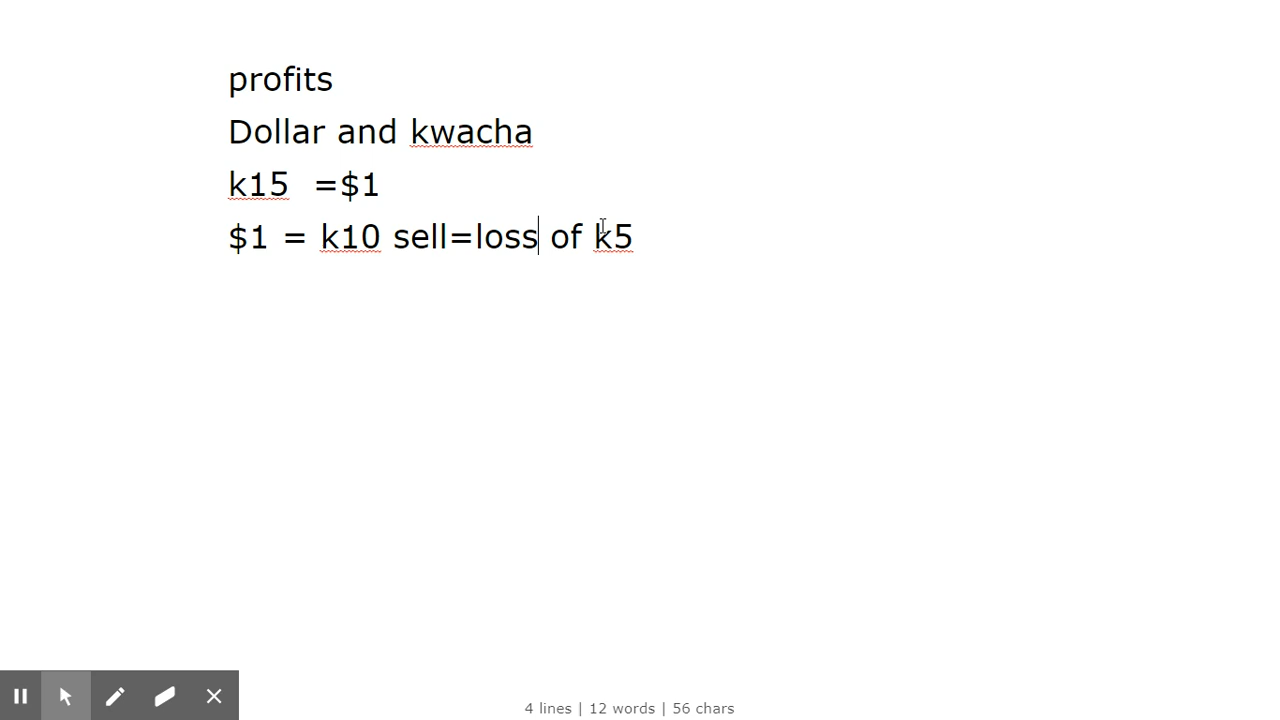 profits
Dollar and kwacha
k15  =$1
$1 = k10 sell=loss of k5
4 lines | 12 words | 56 chars